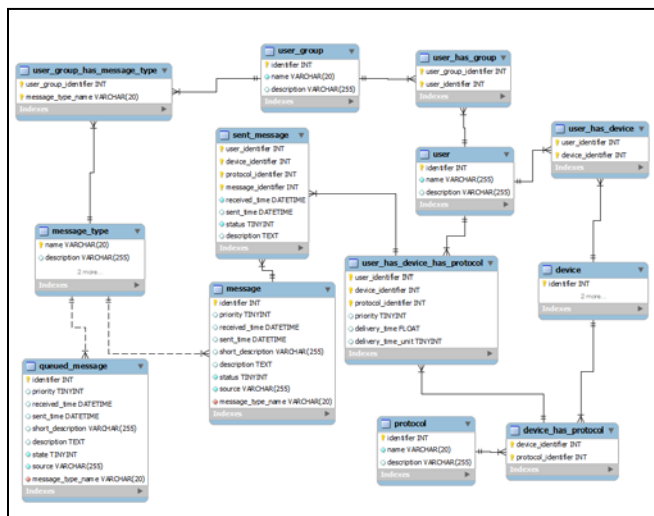 user_group_has_message_type
user_group_identifier INT
message_type_name VARCHAR(20)
Indexes
user_group
identifier INT
name VARCHAR(20)
description VARCHAR(255)
Indexes
user_has_group
user_group_identifier INT
user_identifier INT
Indexes
sent_message
user_identifier INT
device_identifier INT
protocol_identifier INT
message_identifier INT
received_time DATETIME
sent_time DATETIME
status TINYINT
description TEXT
Indexes
user
identifier INT
name VARCHAR(255)
description VARCHAR(255)
Indexes
user_has_device
user_identifier INT
device_identifier INT
Indexes
message_type
name VARCHAR(20)
description VARCHAR(255)
2 more...
Indexes
message
identifier INT
priority TINYINT
received_time DATETIME
sent_time DATETIME
short_description VARCHAR(255)
description TEXT
status TINYINT
source VARCHAR(255)
message_type_name VARCHAR(20)
Indexes
user_has_device_has_protocol
user_identifier INT
device_identifier INT
protocol_identifier INT
priority TINYINT
delivery_time FLOAT
delivery_time_unit TINYINT
Indexes
device
identifier INT
2 more...
Indexes
queued_message
identifier INT
priority TINYINT
received_time DATETIME
sent_time DATETIME
short_description VARCHAR(255)
description TEXT
state TINYINT
source VARCHAR(255)
message_type_name VARCHAR(20)
Indexes
protocol
identifier INT
name VARCHAR(20)
description VARCHAR(255)
Indexes
device_has_protocol
device_identifier INT
protocol_identifier INT
Indexes